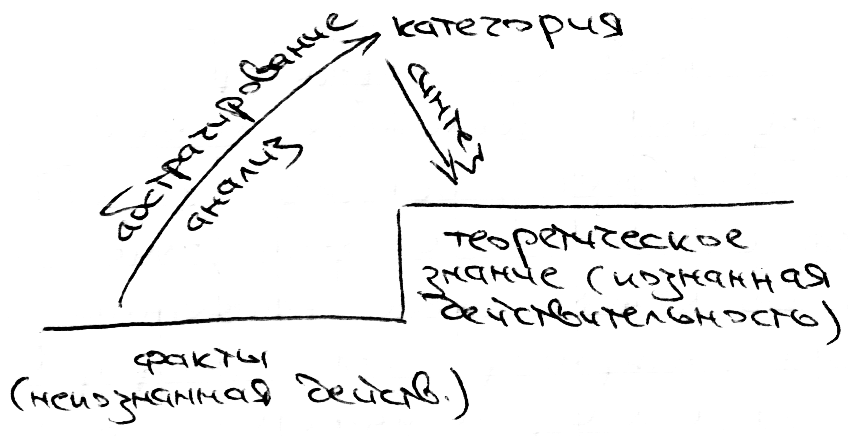 категория
абстрагирование
анализ
синтез
теоретическое
знание (познанная
действительность)
факты
(непознанная действ.)